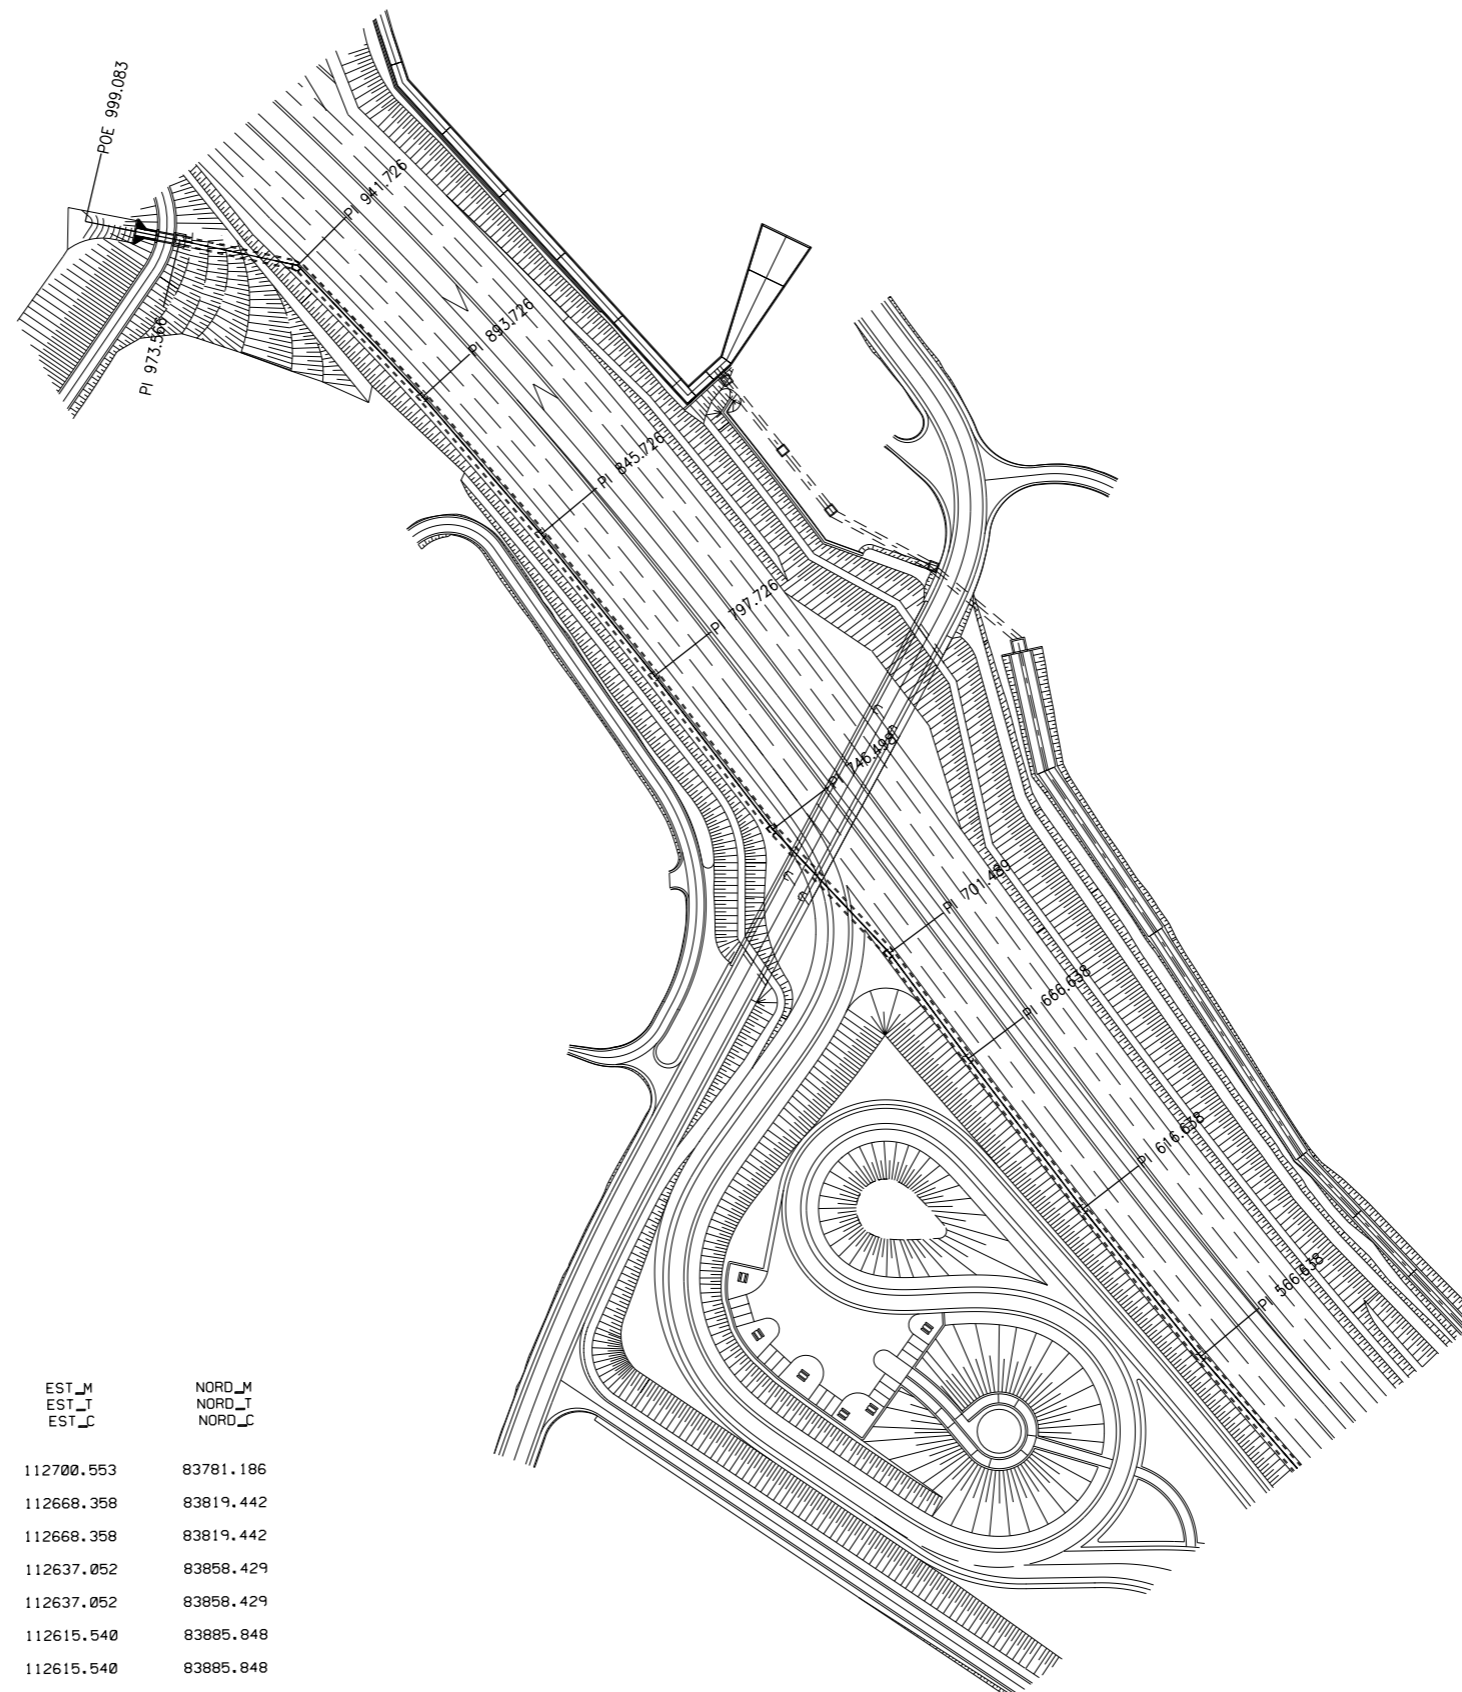 POE 999.083
PI 941.726
PI 973.566
PI 893.726
PI 845.726
PI 797.726
PI 746.498
PI 701.489
PI 666.638
PI 616.638
PI 566.638
EST_M NORD_M
EST_T NORD_T
EST_C NORD_C
112700.553 83781.186
112668.358 83819.442
112668.358 83819.442
112637.052 83858.429
112637.052 83858.429
112615.540 83885.848
112615.540 83885.848